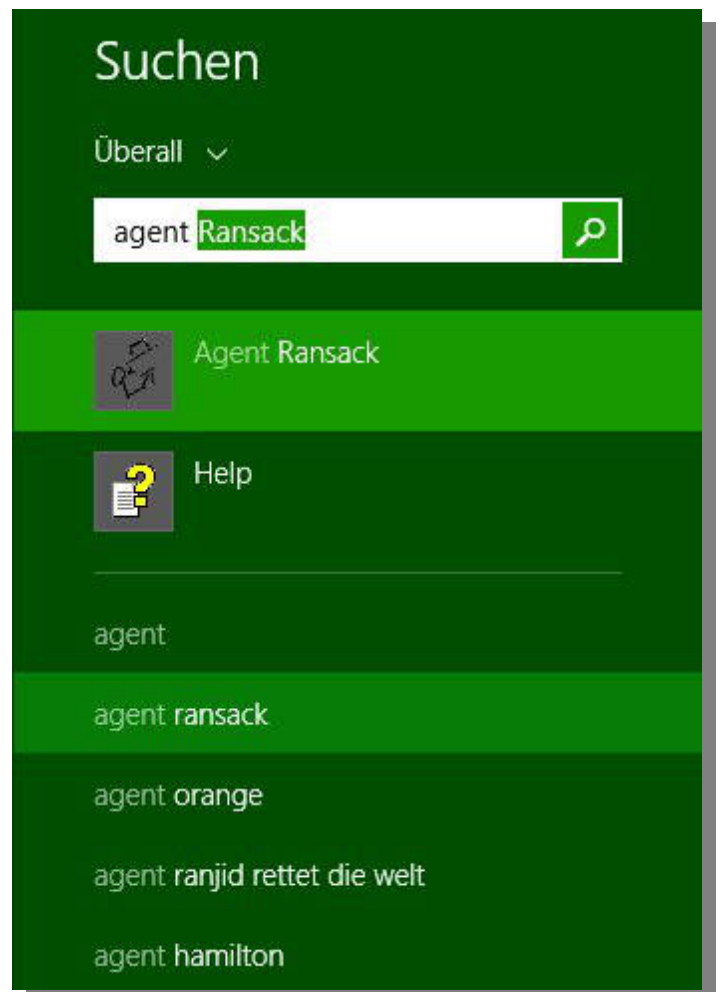 Suchen
Überall
agent Ransack
Agent Ransack
Help
agent
agent ransack
agent orange
agent ranjid rettet die welt
agent hamilton